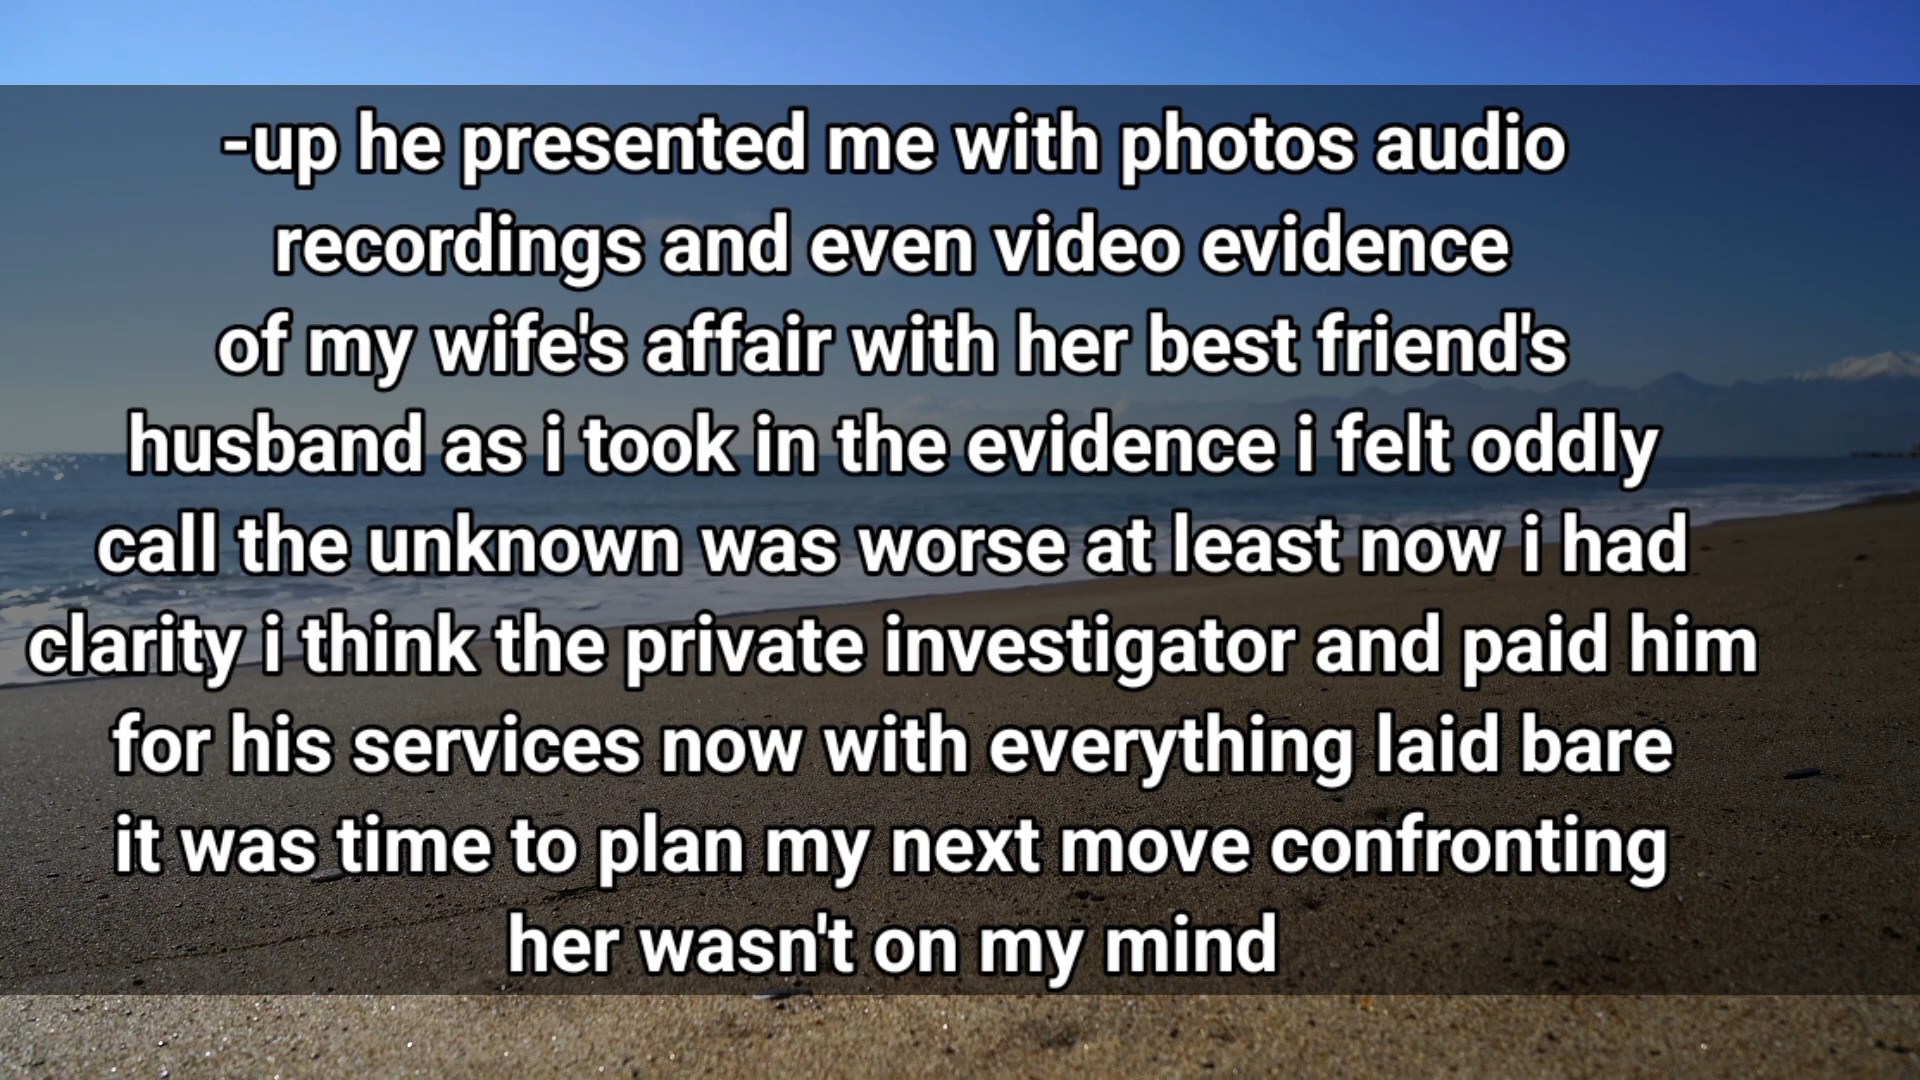 -up he presented me with photos audio
recordings and even video evidence
of my wife's affair with her best friend's
husband as i took in the evidence i felt oddly
call the unknown was worse at least now i had
clarity i think the private investigator and paid him
for his services now with everything laid bare
it was time to plan my next move confronting
her wasn't on my mind